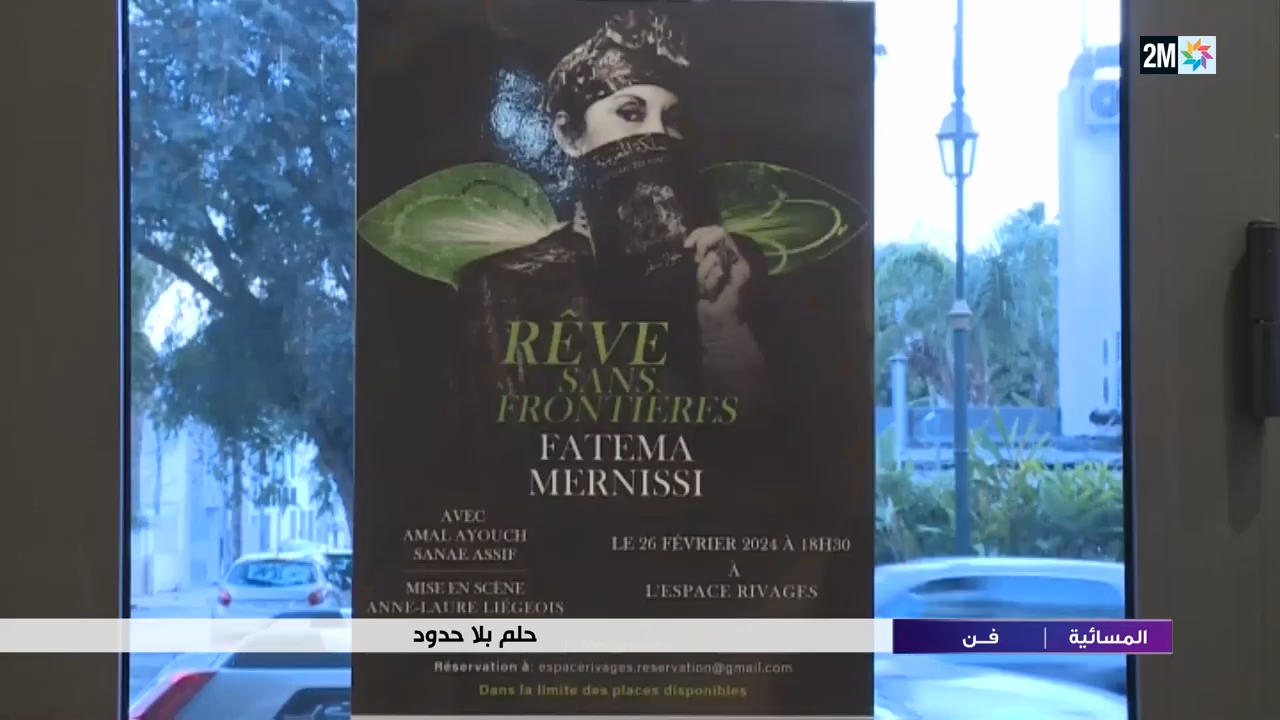 2M
RÊVE
SANS
FRONTIÈRES
FATEMA
MERNISSI
AVEC
AMAL AYOUCH
SANAE ASSIF
MISE EN SCÈNE
ANNE-LAURE LIÉGEOIS
LE 26 FÉVRIER 2024 À 18H30
À
L'ESPACE RIVAGES
حلم بلا حدود
المسائية | فـــن
Réservation à: espacerivages.reservation@gmail.com
Dans la limite des places disponibles